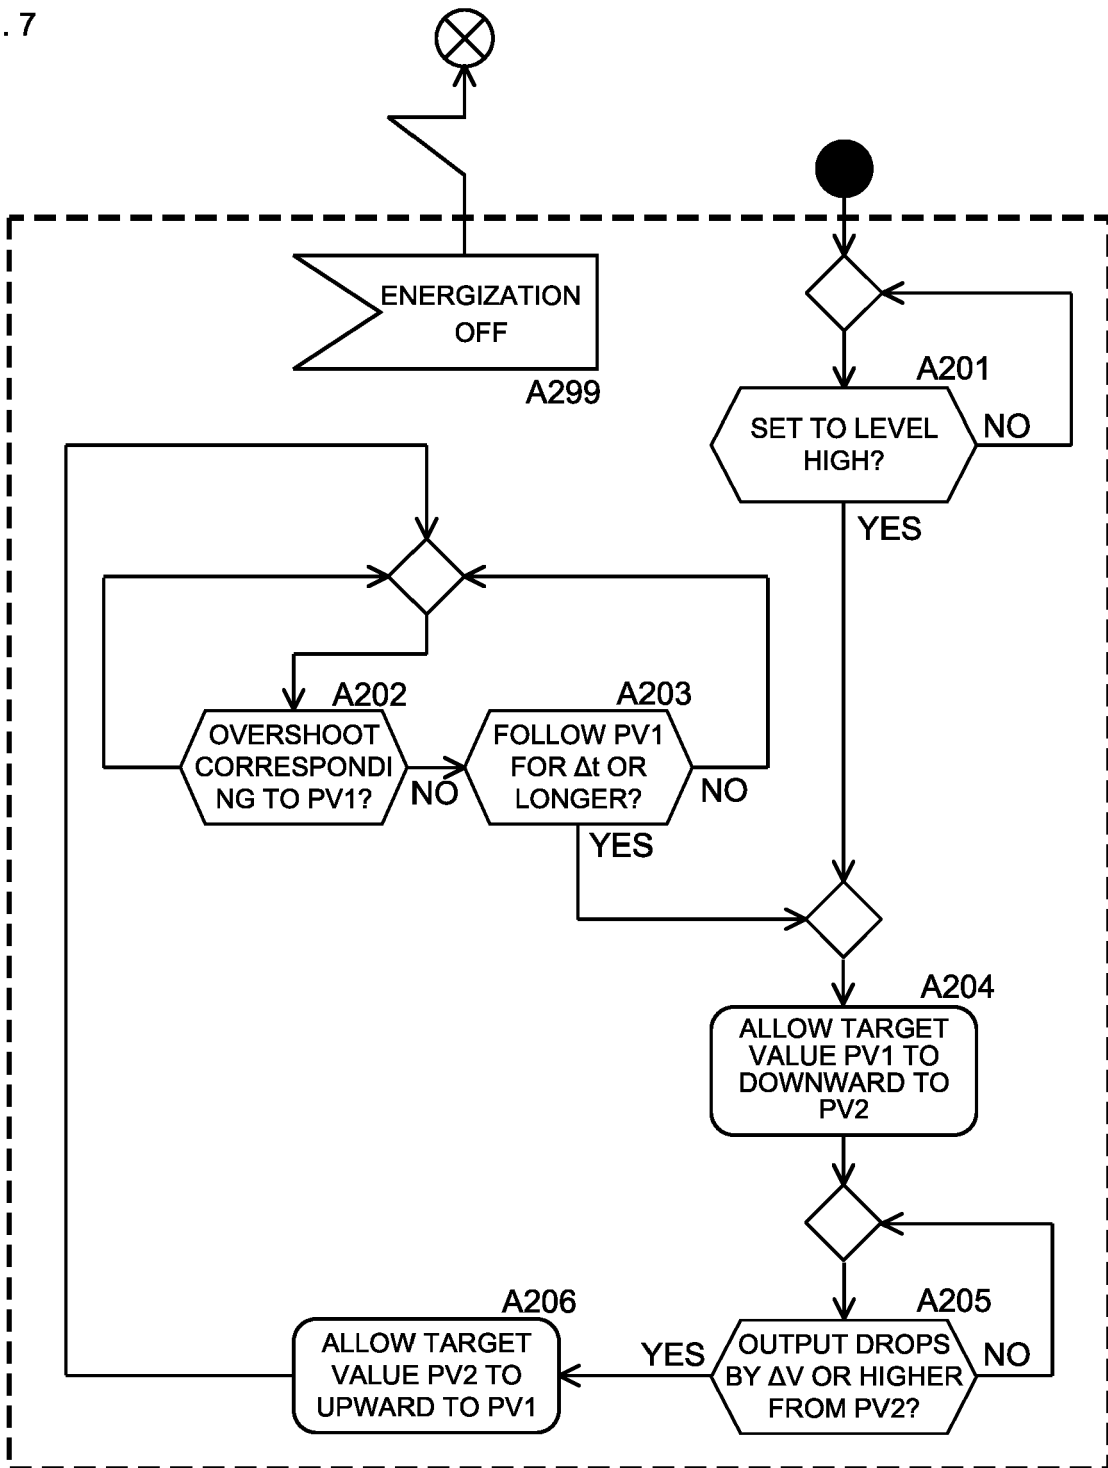 . 7
ENERGIZATION
OFF
A299
A201
SET TO LEVEL
HIGH?
NO
YES
A202
OVERSHOOT
CORRESPONDI
NG TO PV1?
NO
A203
FOLLOW PV1
FOR Δt OR
LONGER?
NO
YES
A204
ALLOW TARGET
VALUE PV1 TO
DOWNWARD TO
PV2
A205
OUTPUT DROPS
BY ΔV OR HIGHER
FROM PV2?
NO
YES
A206
ALLOW TARGET
VALUE PV2 TO
UPWARD TO PV1